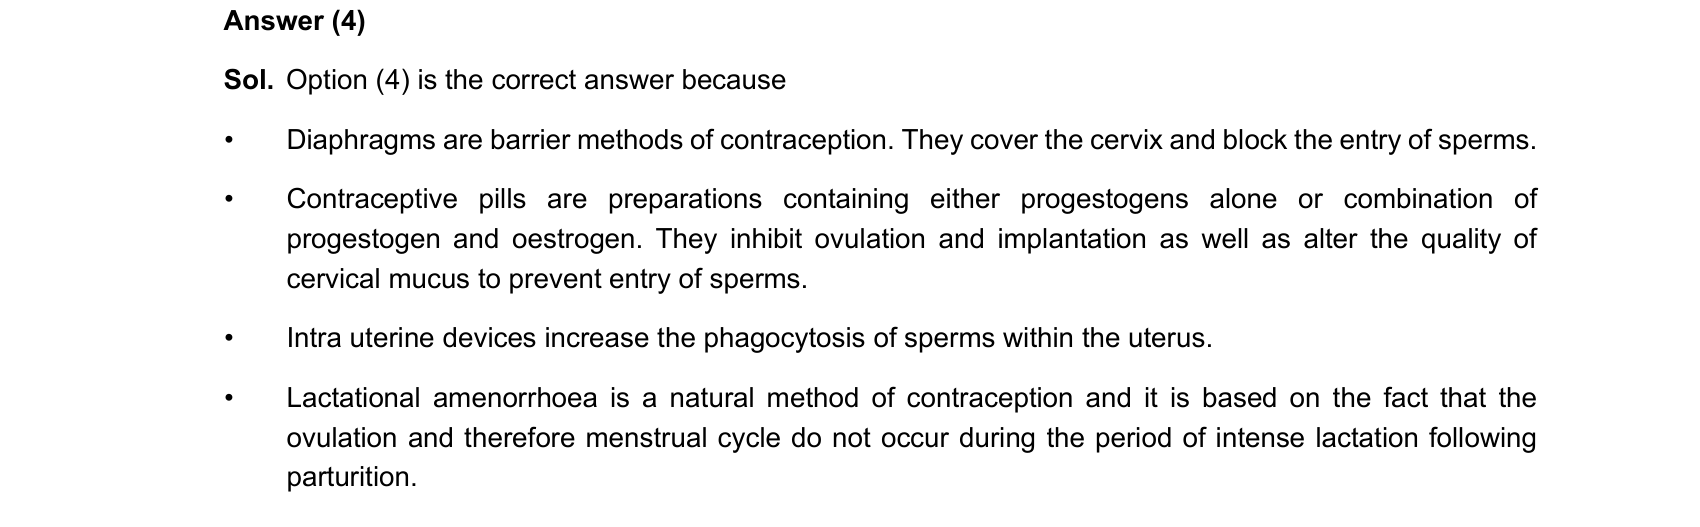 Answer (4)
Sol. Option (4) is the correct answer because
• Diaphragms are barrier methods of contraception. They cover the cervix and block the entry of sperms.
• Contraceptive pills are preparations containing either progestogens alone or combination of
progestogen and oestrogen. They inhibit ovulation and implantation as well as alter the quality of
cervical mucus to prevent entry of sperms.
• Intra uterine devices increase the phagocytosis of sperms within the uterus.
• Lactational amenorrhoea is a natural method of contraception and it is based on the fact that the
ovulation and therefore menstrual cycle do not occur during the period of intense lactation following
parturition.